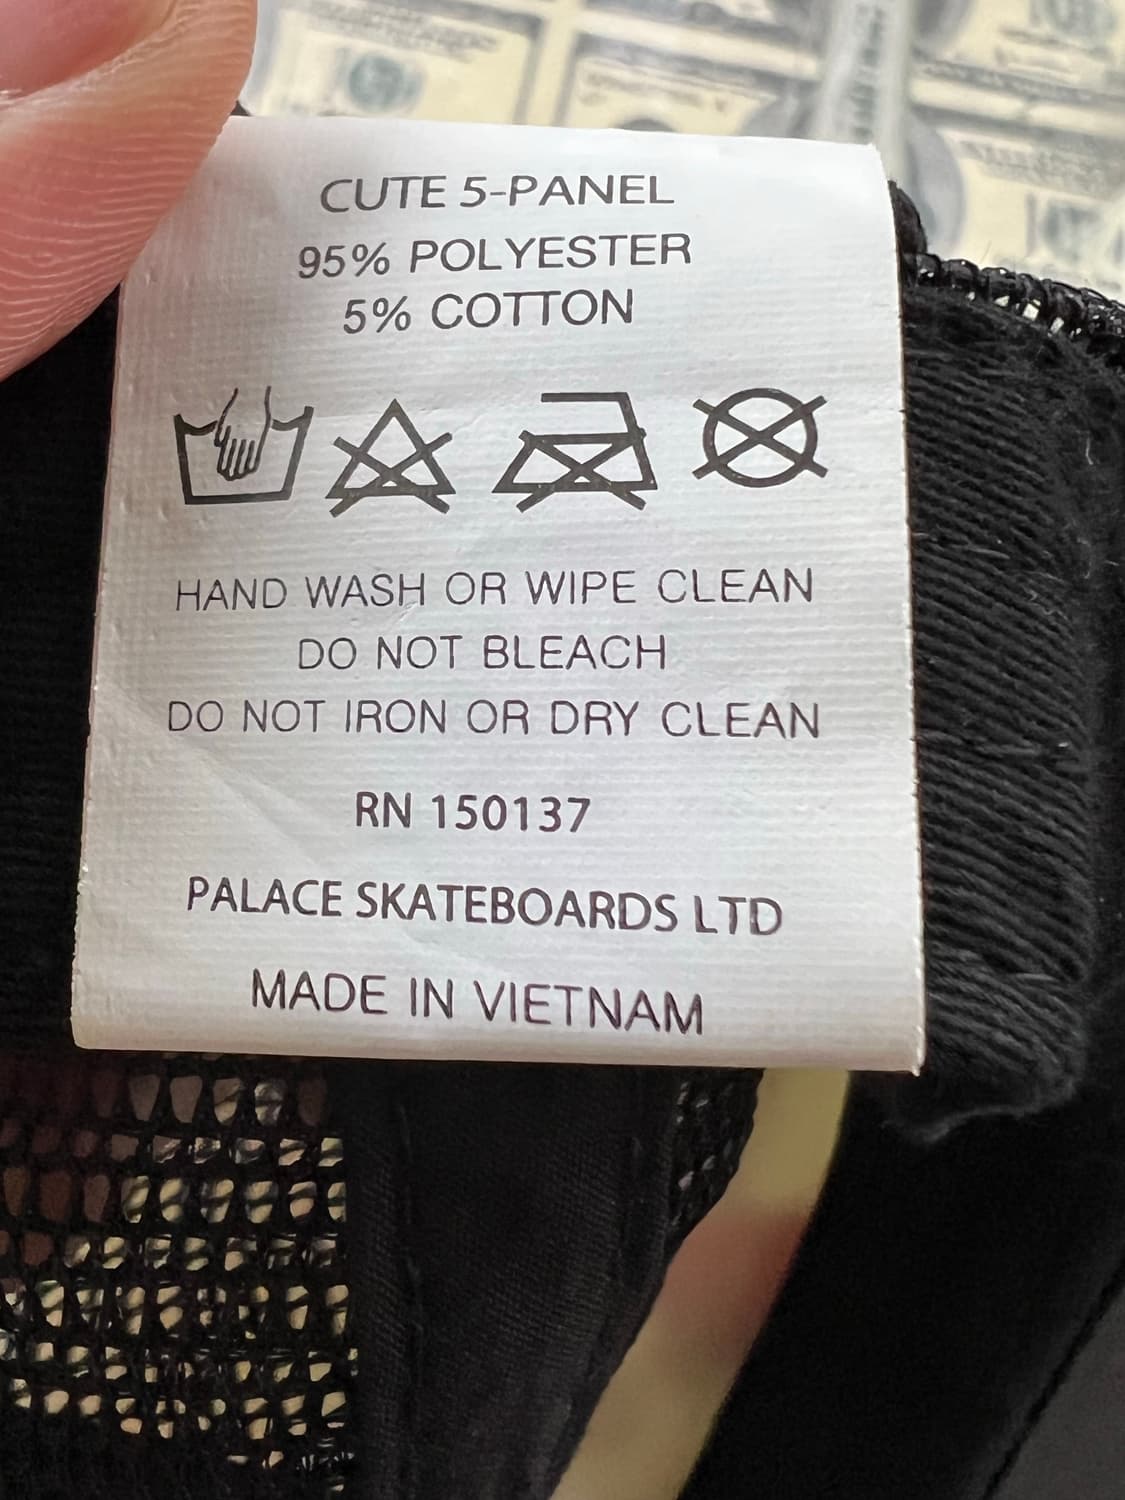 CUTE 5-PANEL
95% POLYESTER
5% COTTON
HAND WASH OR WIPE CLEAN
DO NOT BLEACH
DO NOT IRON OR DRY CLEAN
RN 150137
PALACE SKATEBOARDS LTD
MADE IN VIETNAM